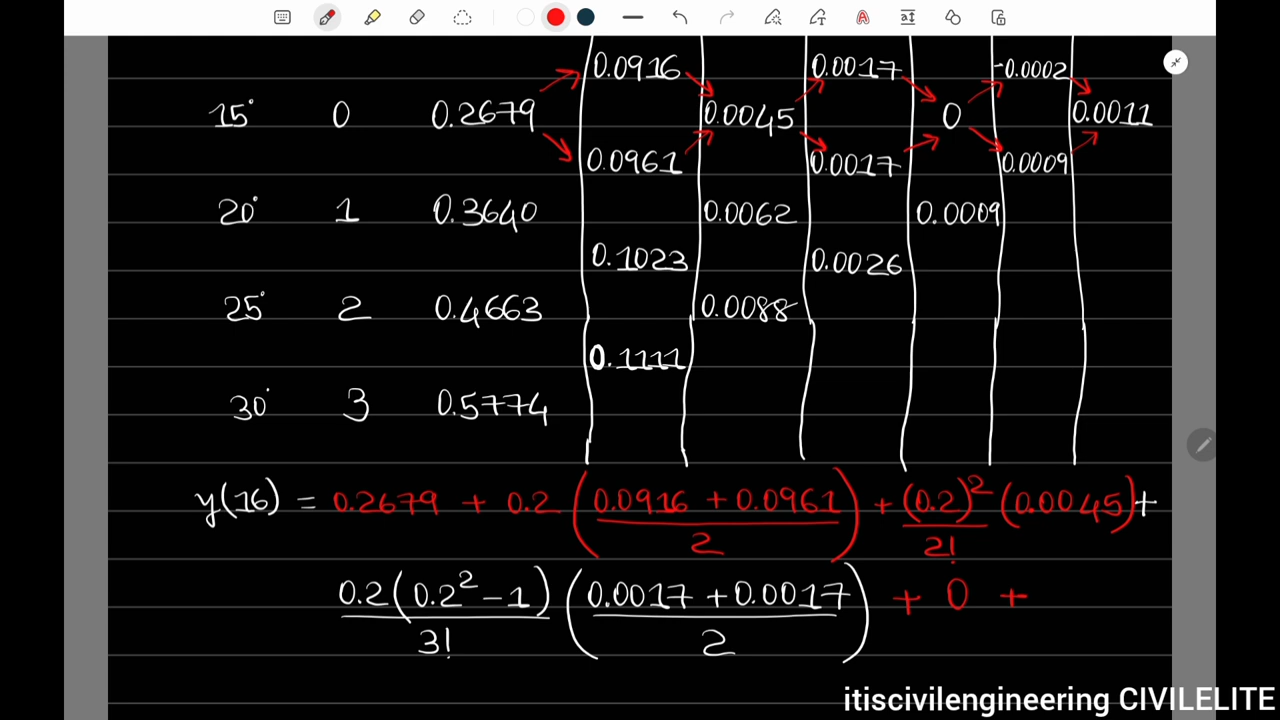 0.0916 0.0017 -0.0002
15° 0 0.2679 0.0045 0 0.0011
0.0961 0.0017 0.0009
20° 1 0.3640 0.0062 0.0009
0.1023 0.0026
25° 2 0.4663 0.0088
0.1111
30° 3 0.5774
y(16) = 0.2679 + 0.2 ((0.0916 + 0.0961)/2) + (0.2)²/2! (0.0045) +
0.2(0.2² - 1)/3! ((0.0017 + 0.0017)/2) + 0 +
itiscivilengineering CIVILELITE